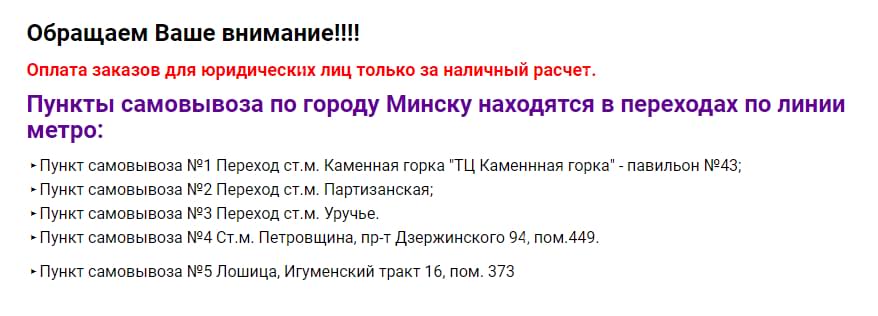 Обращаем Ваше внимание!!!!
Оплата заказов для юридических лиц только за наличный расчет.
Пункты самовывоза по городу Минску находятся в переходах по линии
метро:
▸Пункт самовывоза №1 Переход ст.м. Каменная горка "ТЦ Каменнная горка" - павильон №43;
▸Пункт самовывоза №2 Переход ст.м. Партизанская;
▸Пункт самовывоза №3 Переход ст.м. Уручье.
▸Пункт самовывоза №4 Ст.м. Петровщина, пр-т Дзержинского 94, пом.449.
▸Пункт самовывоза №5 Лошица, Игуменский тракт 16, пом. 373